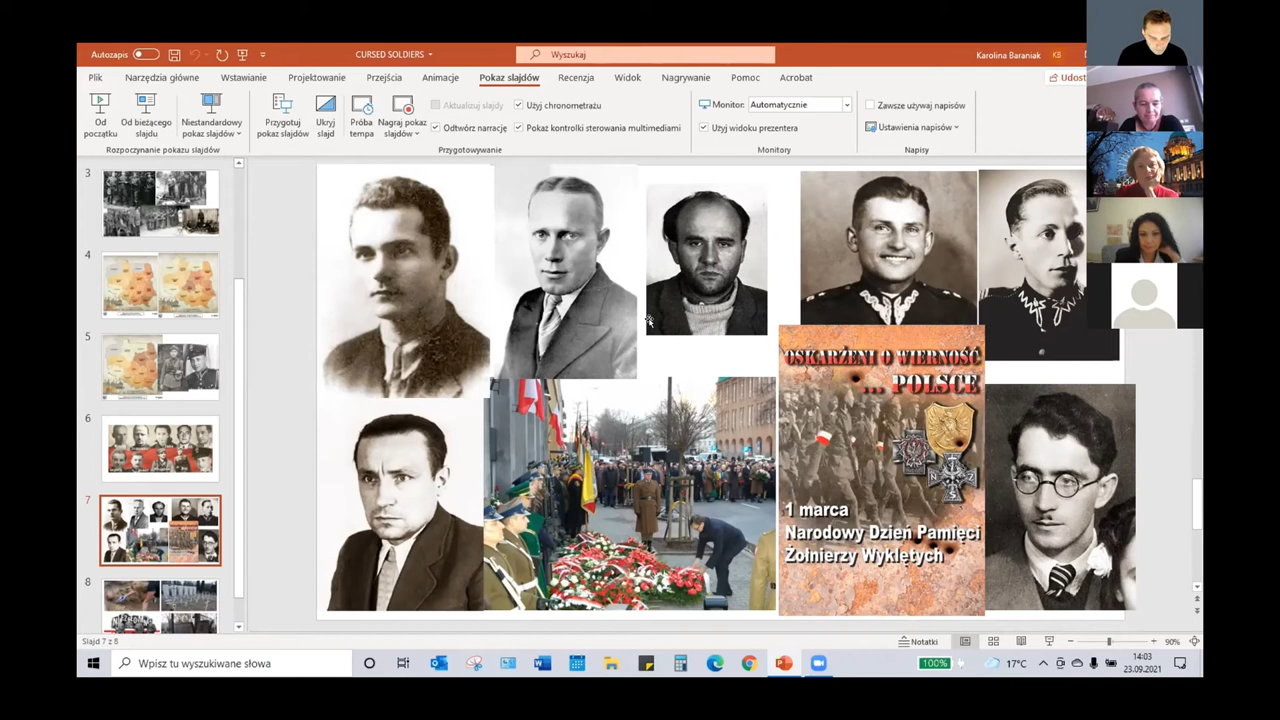 Autozapis
CURSED SOLDIERS
Wyszukaj
Karolina Baraniak
KB
Plik
Narzędzia główne
Wstawianie
Projektowanie
Przejścia
Animacje
Pokaz slajdów
Recenzja
Widok
Nagrywanie
Pomoc
Acrobat
Udost
Od początku
Od bieżącego slajdu
Niestandardowy pokaz slajdów
Przygotuj pokaz slajdów
Ukryj slajd
Próba tempa
Nagraj pokaz slajdów
Aktualizuj slajdy
Odtwórz narrację
Użyj chronometrażu
Pokaż kontrolki sterowania multimediami
Monitor:
Automatycznie
Użyj widoku prezentera
Zawsze używaj napisów
Ustawienia napisów
Rozpoczynanie pokazu slajdów
Przygotowywanie
Monitory
Napisy
3
4
5
6
7
8
OSKARŻENI O WIERNOŚĆ
... POLSCE
N Z
1 marca
Narodowy Dzień Pamięci
Żołnierzy Wyklętych
Slajd 7 z 8
Notatki
90%
Wpisz tu wyszukiwane słowa
100%
17°C
14:03
23.09.2021